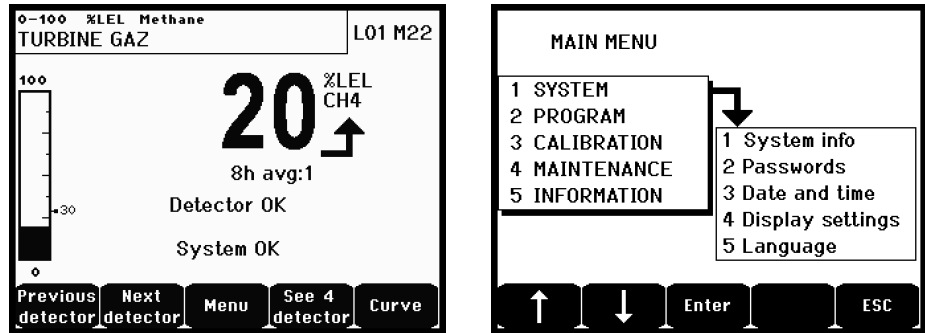 0-100 %LEL Methane
TURBINE GAZ
L01 M22
100
20
%LEL
CH4
8h avg:1
30
Detector OK
System OK
0
Previous detector
Next detector
Menu
See 4 detector
Curve
MAIN MENU
1 SYSTEM
2 PROGRAM
3 CALIBRATION
4 MAINTENANCE
5 INFORMATION
1 System info
2 Passwords
3 Date and time
4 Display settings
5 Language
Enter
ESC